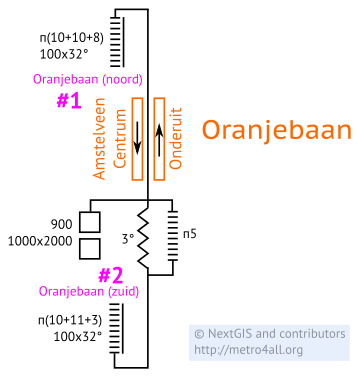 п(10+10+8)
100x32°
Oranjebaan (noord)
#1
Amstelveen
Centrum
Onderuit
Oranjebaan
900
1000x2000
3°
п5
#2
Oranjebaan (zuid)
п(10+11+3)
100x32°
© NextGIS and contributors
http://metro4all.org